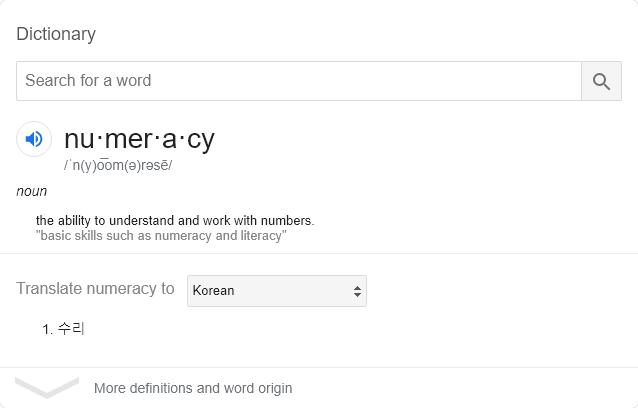 Dictionary
Search for a word
nu·mer·a·cy
/ˈn(y)o͞om(ə)rəsē/
noun
the ability to understand and work with numbers.
"basic skills such as numeracy and literacy"
Translate numeracy to Korean
1. 수리
More definitions and word origin